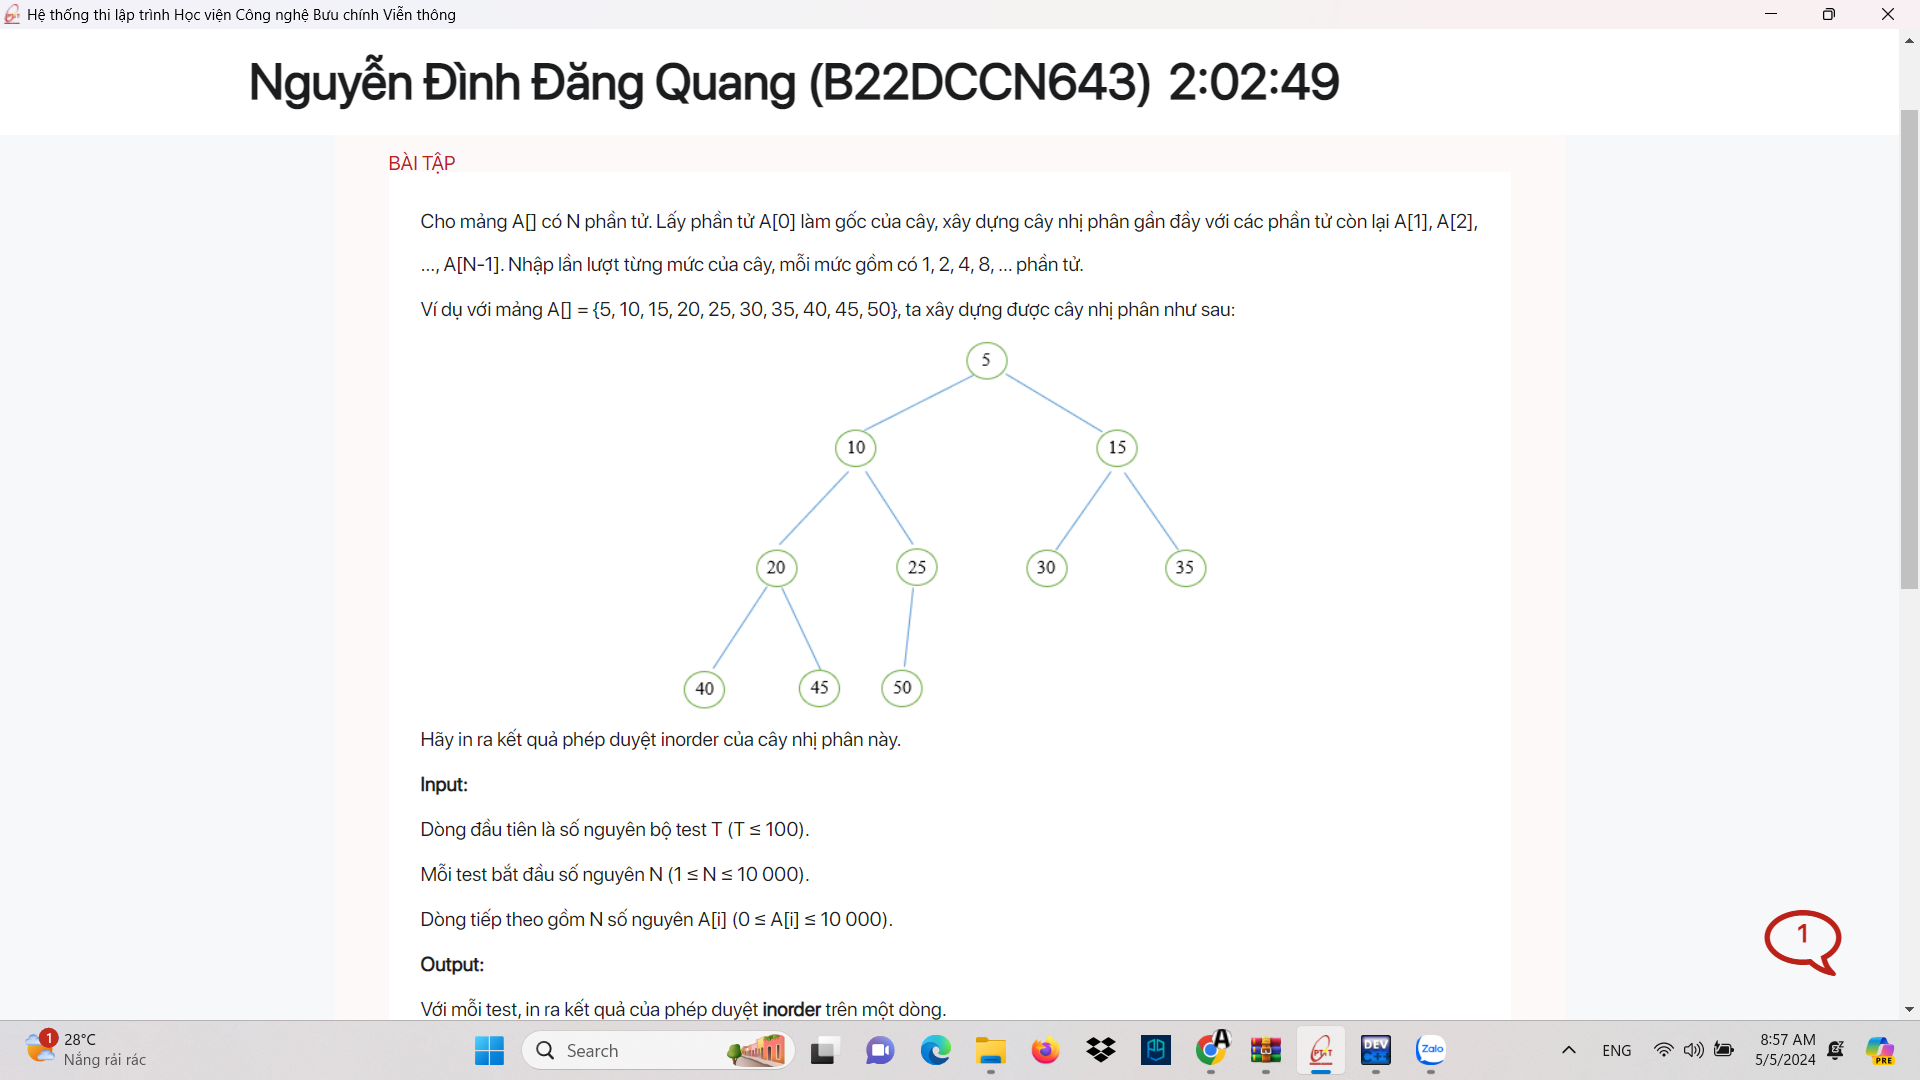 Hệ thống thi lập trình Học viện Công nghệ Bưu chính Viễn thông
Nguyễn Đình Đăng Quang (B22DCCN643) 2:02:49
BÀI TẬP
Cho mảng A[] có N phần tử. Lấy phần tử A[0] làm gốc của cây, xây dựng cây nhị phân gần đầy với các phần tử còn lại A[1], A[2],
..., A[N-1]. Nhập lần lượt từng mức của cây, mỗi mức gồm có 1, 2, 4, 8, ... phần tử.
Ví dụ với mảng A[] = {5, 10, 15, 20, 25, 30, 35, 40, 45, 50}, ta xây dựng được cây nhị phân như sau:
5
10 15
20 25 30 35
40 45 50
Hãy in ra kết quả phép duyệt inorder của cây nhị phân này.
Input:
Dòng đầu tiên là số nguyên bộ test T (T ≤ 100).
Mỗi test bắt đầu số nguyên N (1 ≤ N ≤ 10 000).
Dòng tiếp theo gồm N số nguyên A[i] (0 ≤ A[i] ≤ 10 000).
1
Output:
Với mỗi test, in ra kết quả của phép duyệt inorder trên một dòng.
1
28°C
Nắng rải rác
Search
DEV
C++
Zalo
ENG
8:57 AM
5/5/2024
PRE